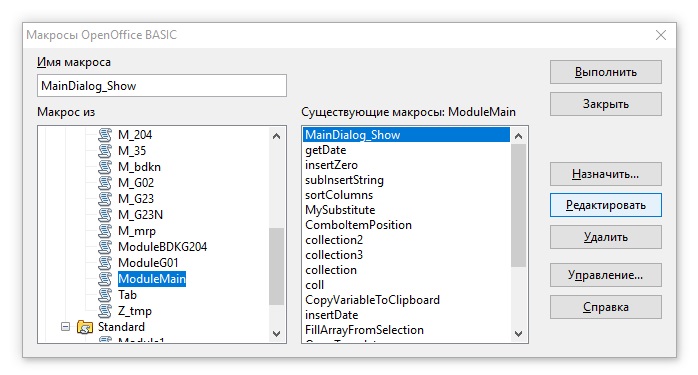 Макросы OpenOffice BASIC
Имя макроса
MainDialog_Show
Выполнить
Закрыть
Макрос из
M_204
M_35
M_bdkn
M_G02
M_G23
M_G23N
M_mrp
ModuleBDKG204
ModuleG01
ModuleMain
Tab
Z_tmp
Standard
Module1
Существующие макросы: ModuleMain
MainDialog_Show
getDate
insertZero
subInsertString
sortColumns
MySubstitute
ComboItemPosition
collection2
collection3
collection
coll
CopyVariableToClipboard
insertDate
FillArrayFromSelection
Назначить...
Редактировать
Удалить
Управление...
Справка